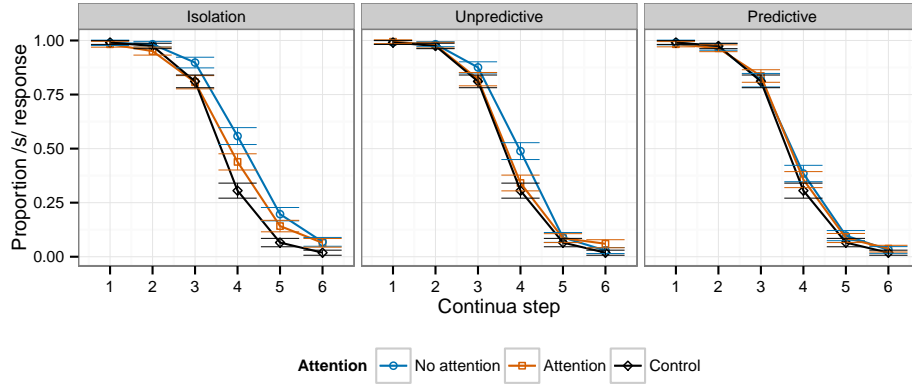 Isolation Unpredictive Predictive
Proportion /s/ response
1.00
0.75
0.50
0.25
0.00
1 2 3 4 5 6 1 2 3 4 5 6 1 2 3 4 5 6
Continua step
Attention No attention Attention Control